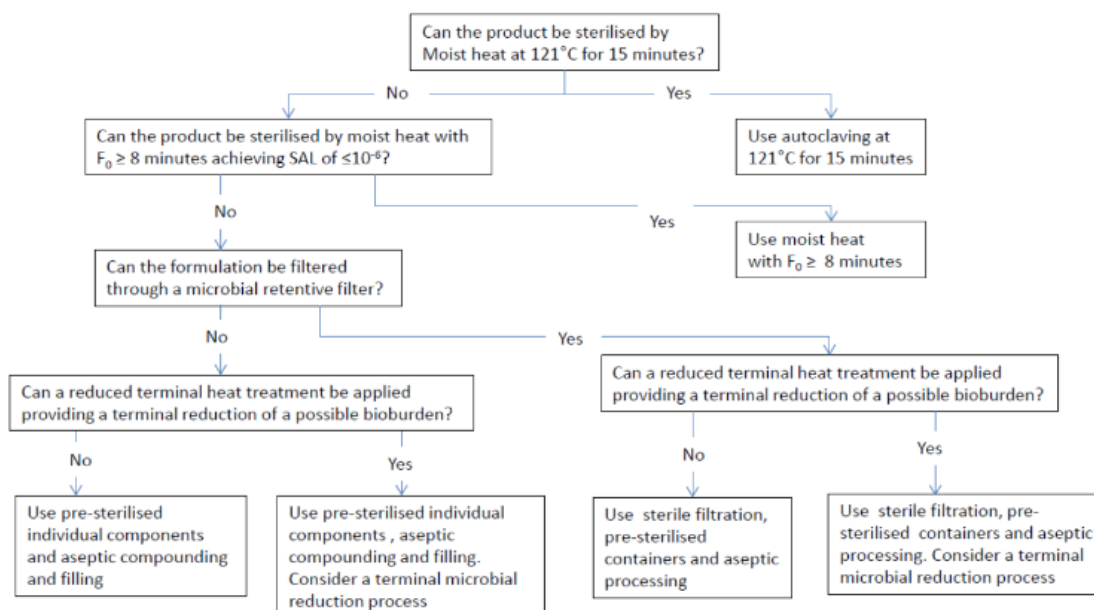 Can the product be sterilised by
Moist heat at 121°C for 15 minutes?
No
Yes
Can the product be sterilised by moist heat with
F₀ ≥ 8 minutes achieving SAL of ≤10⁻⁶?
Use autoclaving at
121°C for 15 minutes
No
Yes
Use moist heat
with F₀ ≥ 8 minutes
Can the formulation be filtered
through a microbial retentive filter?
No
Yes
Can a reduced terminal heat treatment be applied
providing a terminal reduction of a possible bioburden?
Can a reduced terminal heat treatment be applied
providing a terminal reduction of a possible bioburden?
No
Yes
No
Yes
Use pre-sterilised
individual components
and aseptic compounding
and filling
Use pre-sterilised individual
components , aseptic
compounding and filling.
Consider a terminal microbial
reduction process
Use sterile filtration,
pre-sterilised
containers and aseptic
processing
Use sterile filtration, pre-
sterilised containers and aseptic
processing. Consider a terminal
microbial reduction process